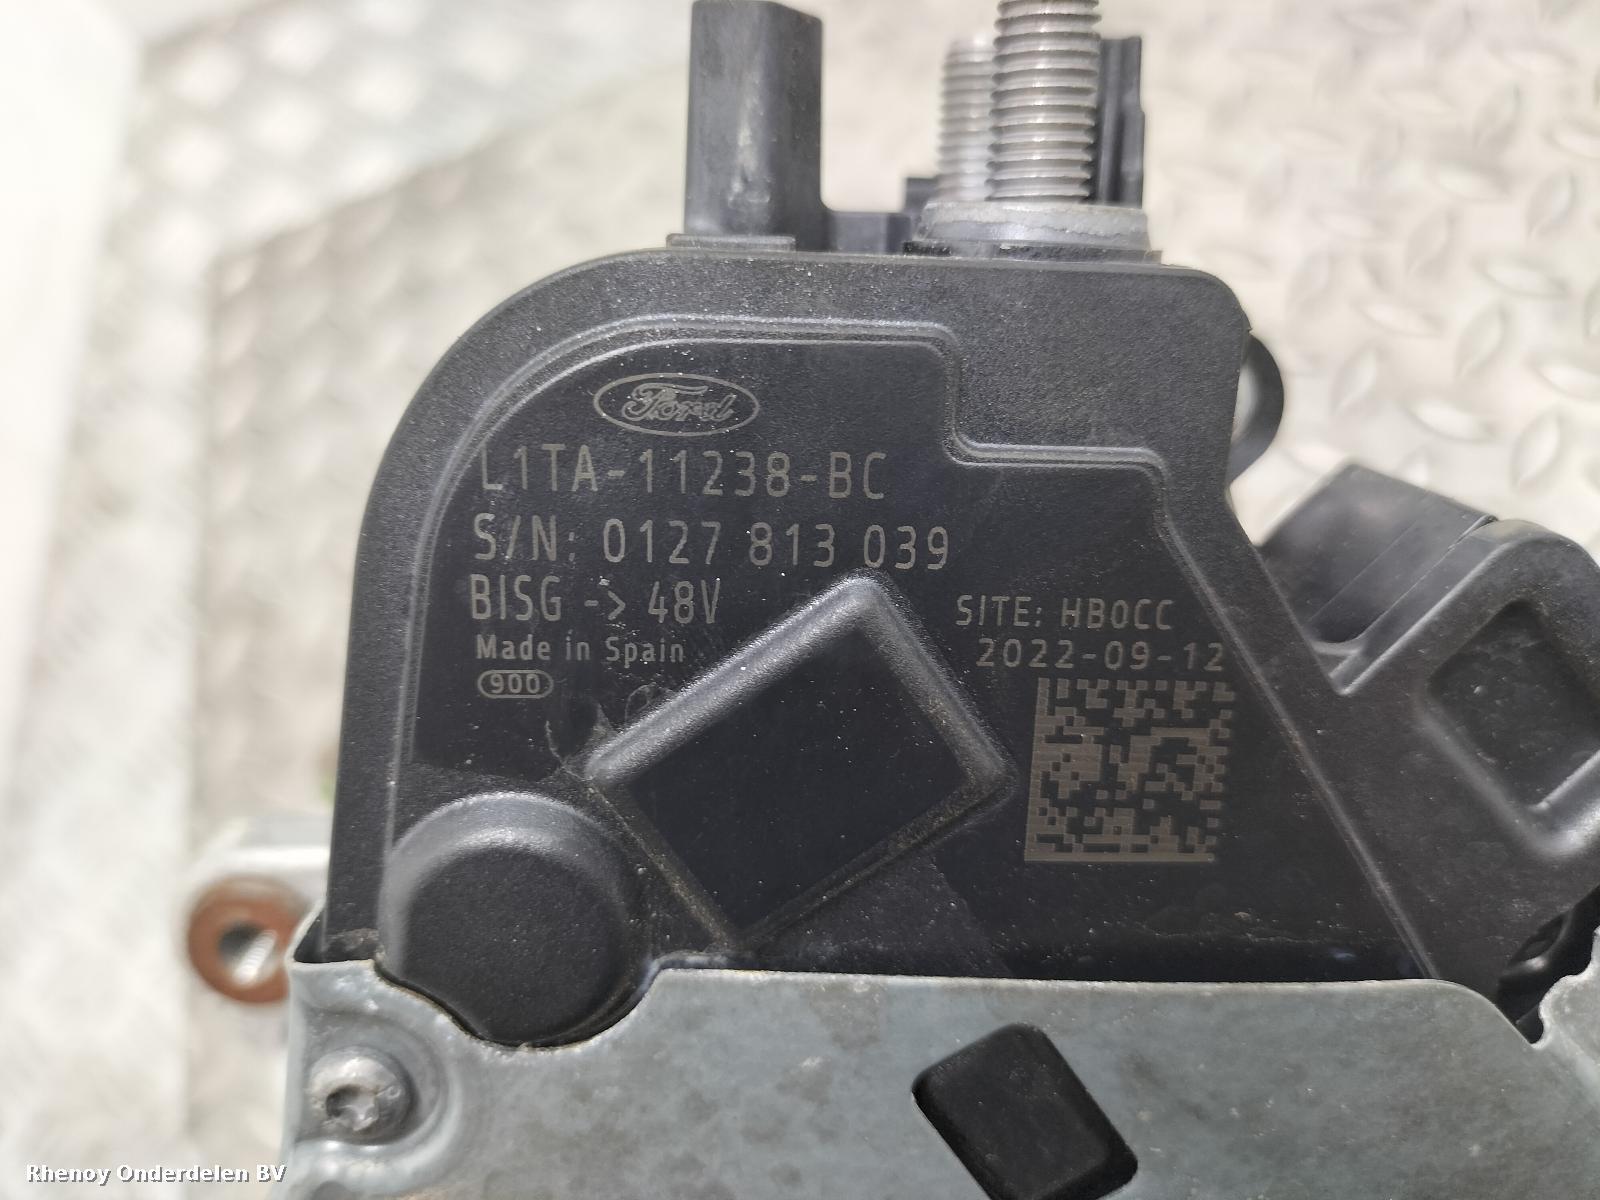 Ford
L1TA-11238-BC
S/N: 0127 813 039
BISG -> 48V
Made in Spain
900
SITE: HB0CC
2022-09-12
Rhenoy Onderdelen BV